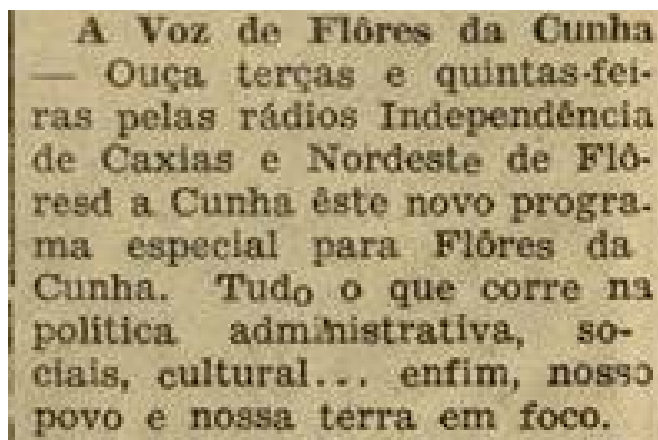 A Voz de Flôres da Cunha
— Ouça terças e quintas-fei-
ras pelas rádios Independência
de Caxias e Nordeste de Flô-
resd a Cunha êste novo progra-
ma especial para Flôres da
Cunha. Tudo o que corre na
política administrativa, so-
ciais, cultural... enfim, nosso
povo e nossa terra em foco.